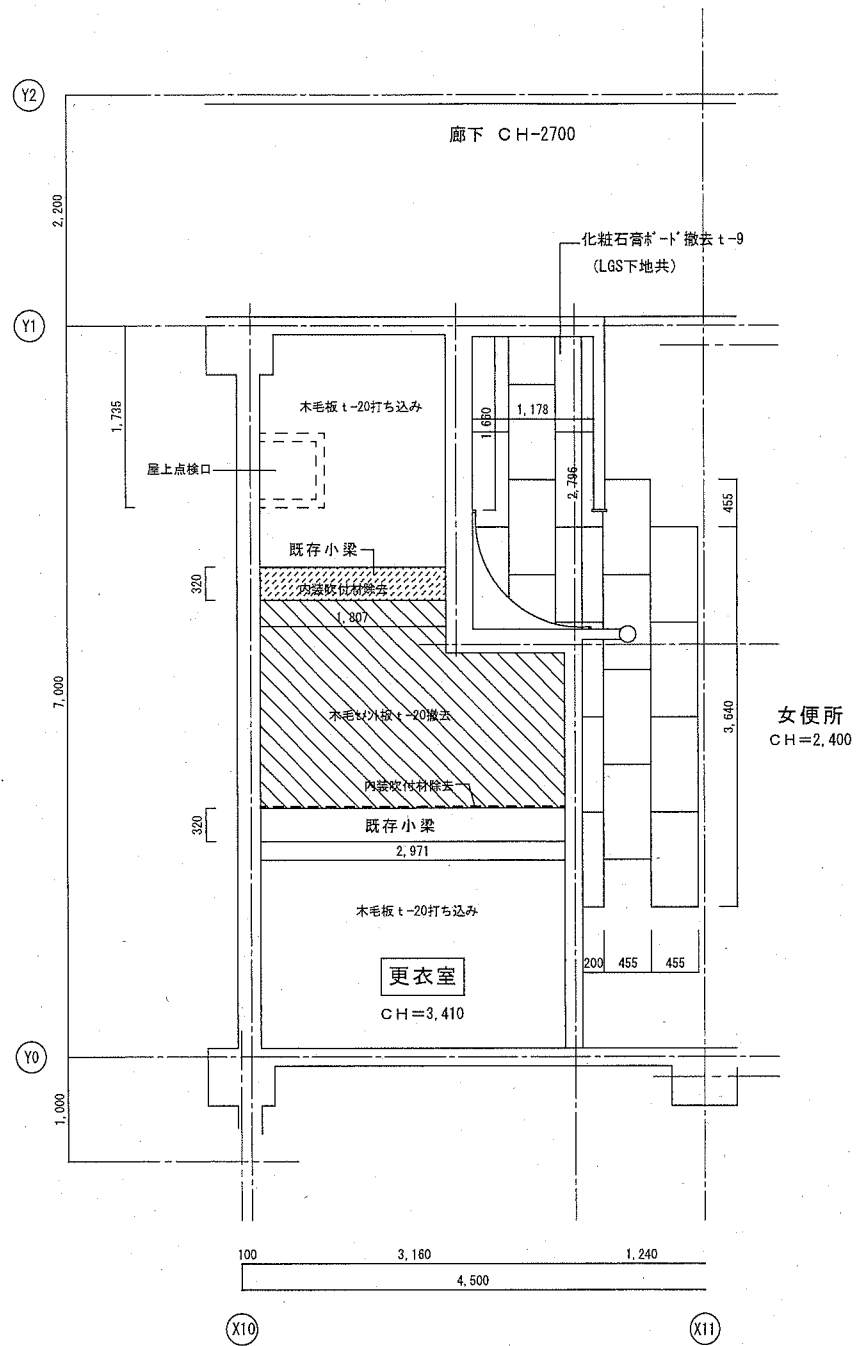 Y2
廊下 CH-2700
2,200
化粧石膏ボード撤去 t-9
(LGS下地共)
Y1
1,735
木毛板 t-20打ち込み
1,660
1,178
2,796
屋上点検口
455
既存小梁
320
内装吹付材除去
1,807
7,000
木毛セメント板 t-20撤去
3,640
女便所
CH=2,400
内装吹付材除去
320
既存小梁
2,971
木毛板 t-20打ち込み
更衣室
CH=3,410
200 455 455
Y0
1,000
100 3,160 1,240
4,500
X10 X11